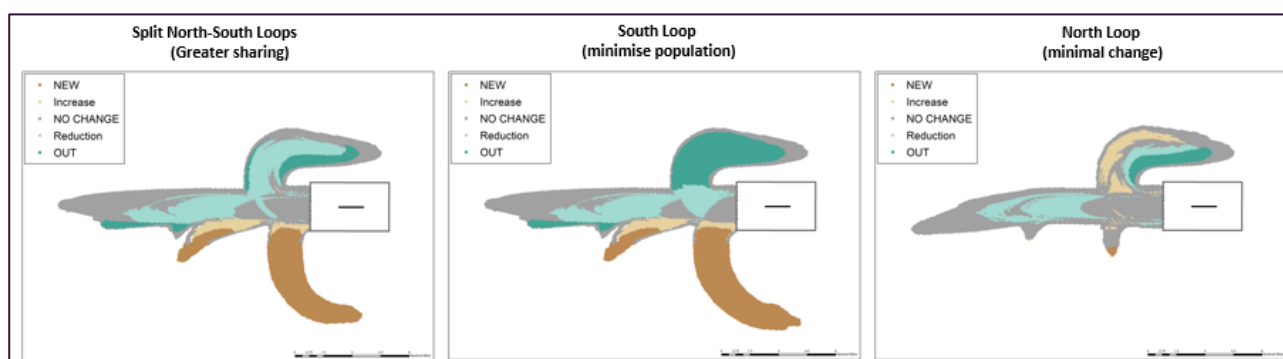 Split North-South Loops
(Greater sharing)
NEW
Increase
NO CHANGE
Reduction
OUT
South Loop
(minimise population)
NEW
Increase
NO CHANGE
Reduction
OUT
North Loop
(minimal change)
NEW
Increase
NO CHANGE
Reduction
OUT